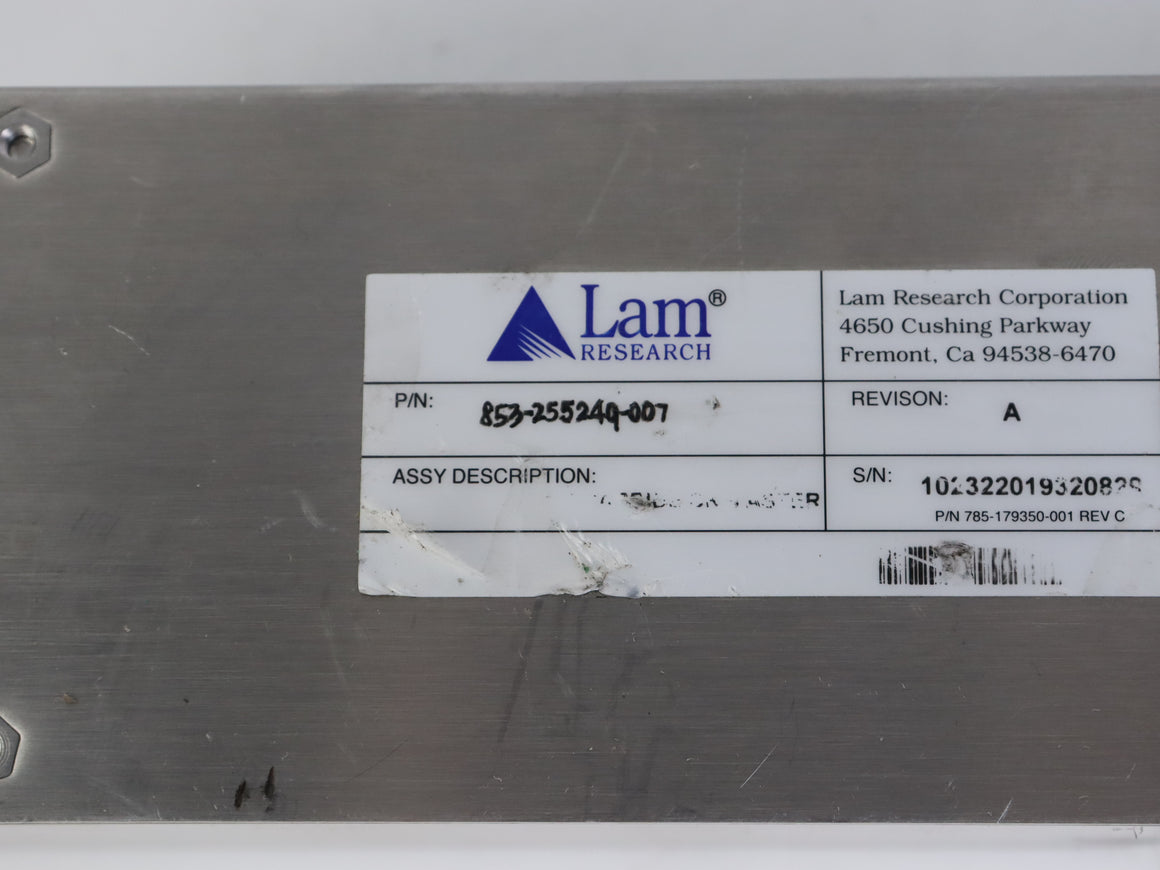 Lam®
RESEARCH
Lam Research Corporation
4650 Cushing Parkway
Fremont, Ca 94538-6470
P/N:
853-255249-007
REVISON:
A
ASSY DESCRIPTION:
S/N:
P/N 785-179350-001 REV C